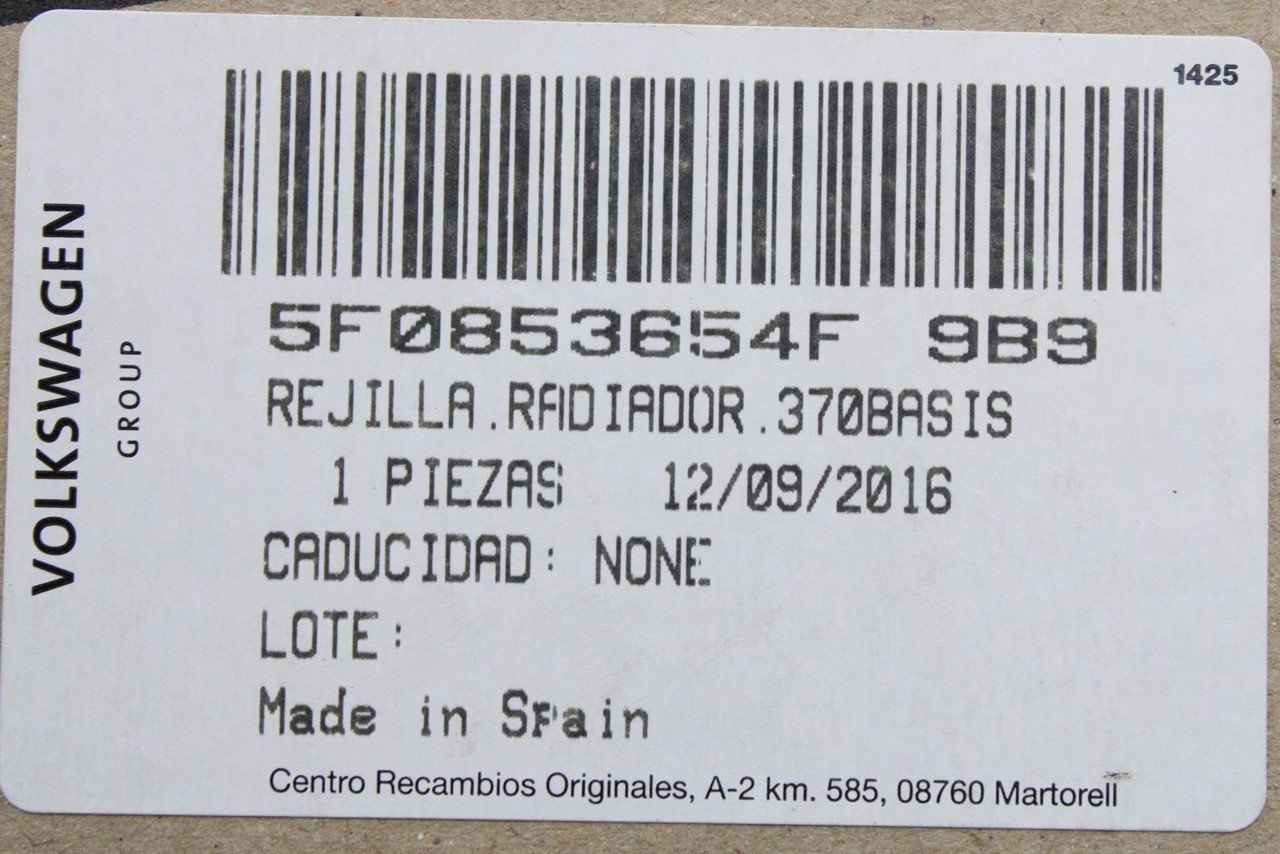 1425
VOLKSWAGEN
GROUP
5F0853654F 9B9
REJILLA.RADIADOR.370BASIS
1 PIEZAS 12/09/2016
CADUCIDAD: NONE
LOTE:
Made in Spain
Centro Recambios Originales, A-2 km. 585, 08760 Martorell